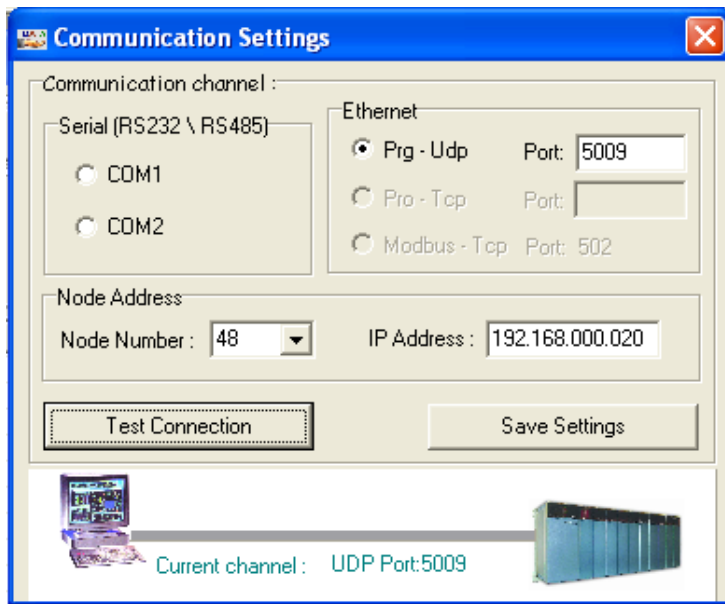 Communication Settings
Communication channel :
Serial (RS232 \ RS485)
COM1
COM2
Ethernet
Prg - Udp Port: 5009
Pro - Tcp Port:
Modbus - Tcp Port: 502
Node Address
Node Number : 48 IP Address : 192.168.000.020
Test Connection Save Settings
Current channel : UDP Port:5009